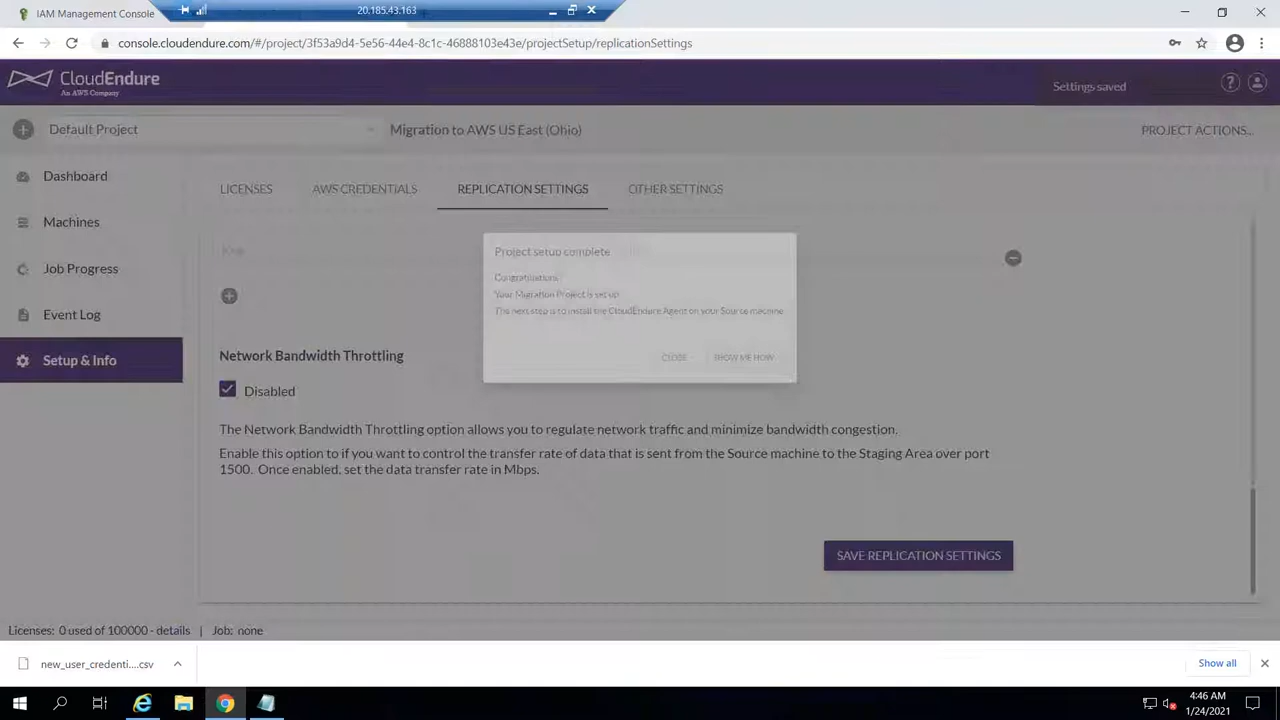 IAM Management Console
20.185.43.163
console.cloudendure.com/#/project/3f53a9d4-5e56-44e4-8c1c-46888103e43e/projectSetup/replicationSettings
CloudEndure
An AWS Company
Settings saved
?
Default Project
Migration to AWS US East (Ohio)
PROJECT ACTIONS...
Dashboard
Machines
Job Progress
Event Log
Setup & Info
LICENSES
AWS CREDENTIALS
REPLICATION SETTINGS
OTHER SETTINGS
Key
Project setup complete
Congratulations
Your Migration Project is set up
The next step is to install the CloudEndure Agent on your Source machine
CLOSE
SHOW ME HOW
Network Bandwidth Throttling
Disabled
The Network Bandwidth Throttling option allows you to regulate network traffic and minimize bandwidth congestion.
Enable this option to if you want to control the transfer rate of data that is sent from the Source machine to the Staging Area over port
1500. Once enabled, set the data transfer rate in Mbps.
SAVE REPLICATION SETTINGS
Licenses: 0 used of 100000 - details | Job: none
new_user_credenti....csv
Show all
4:46 AM
1/24/2021